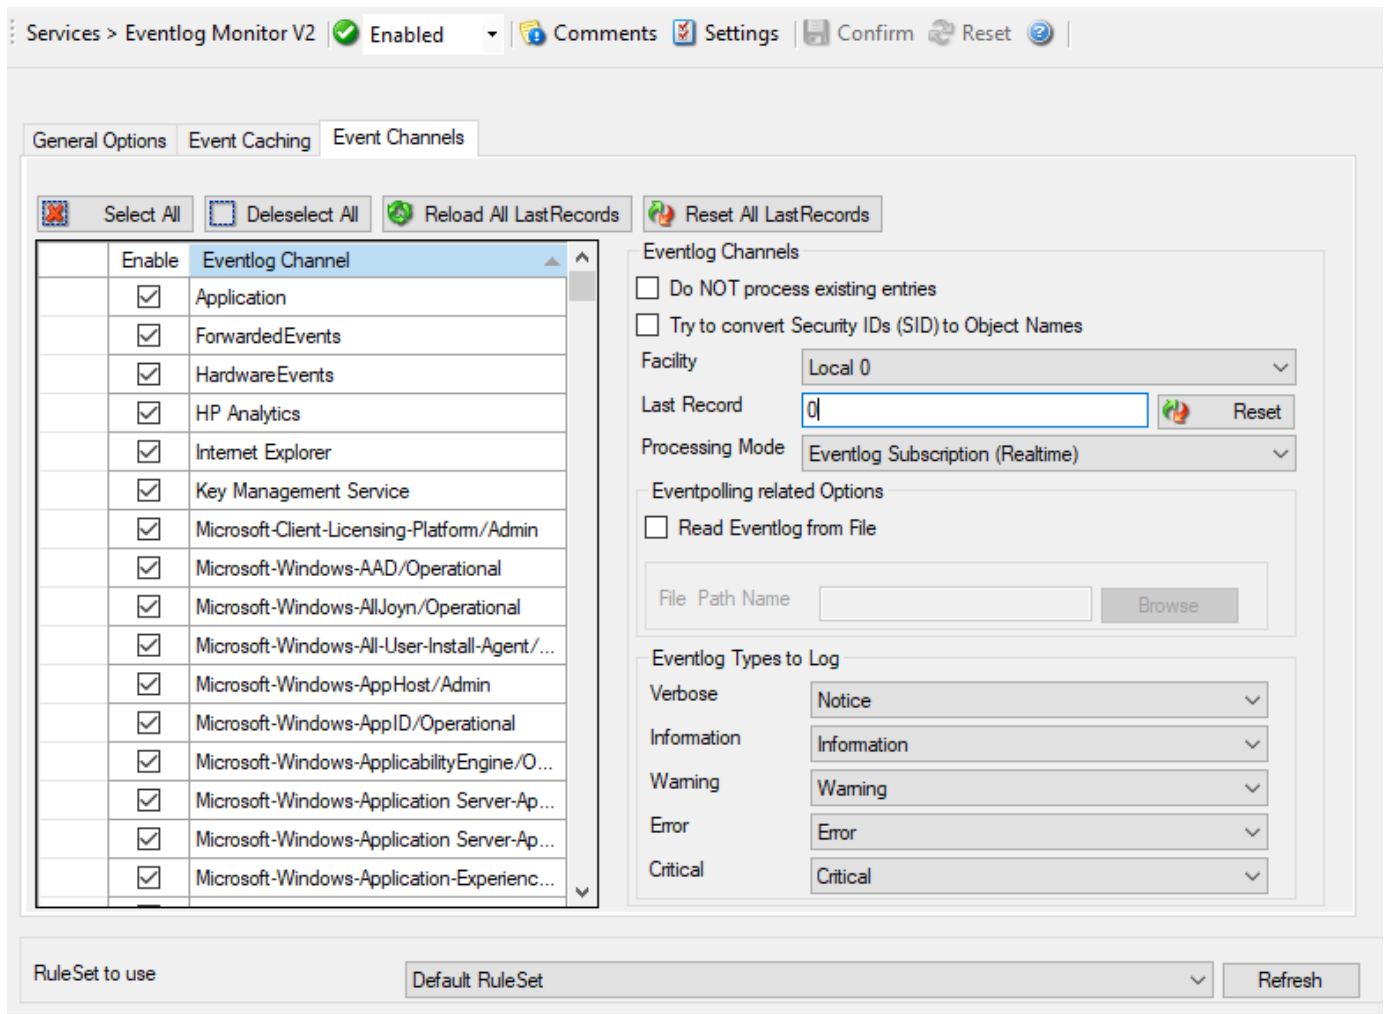 Services > Eventlog Monitor V2 Enabled Comments Settings Confirm Reset
General Options Event Caching Event Channels
Select All Deleselect All Reload All LastRecords Reset All LastRecords
Enable Eventlog Channel
Application
ForwardedEvents
HardwareEvents
HP Analytics
Internet Explorer
Key Management Service
Microsoft-Client-Licensing-Platform/Admin
Microsoft-Windows-AAD/Operational
Microsoft-Windows-AllJoyn/Operational
Microsoft-Windows-All-User-Install-Agent/...
Microsoft-Windows-AppHost/Admin
Microsoft-Windows-AppID/Operational
Microsoft-Windows-ApplicabilityEngine/O...
Microsoft-Windows-Application Server-Ap...
Microsoft-Windows-Application Server-Ap...
Microsoft-Windows-Application-Experienc...
Eventlog Channels
Do NOT process existing entries
Try to convert Security IDs (SID) to Object Names
Facility Local 0
Last Record 0 Reset
Processing Mode Eventlog Subscription (Realtime)
Eventpolling related Options
Read Eventlog from File
File Path Name Browse
Eventlog Types to Log
Verbose Notice
Information Information
Warning Warning
Error Error
Critical Critical
RuleSet to use Default RuleSet Refresh